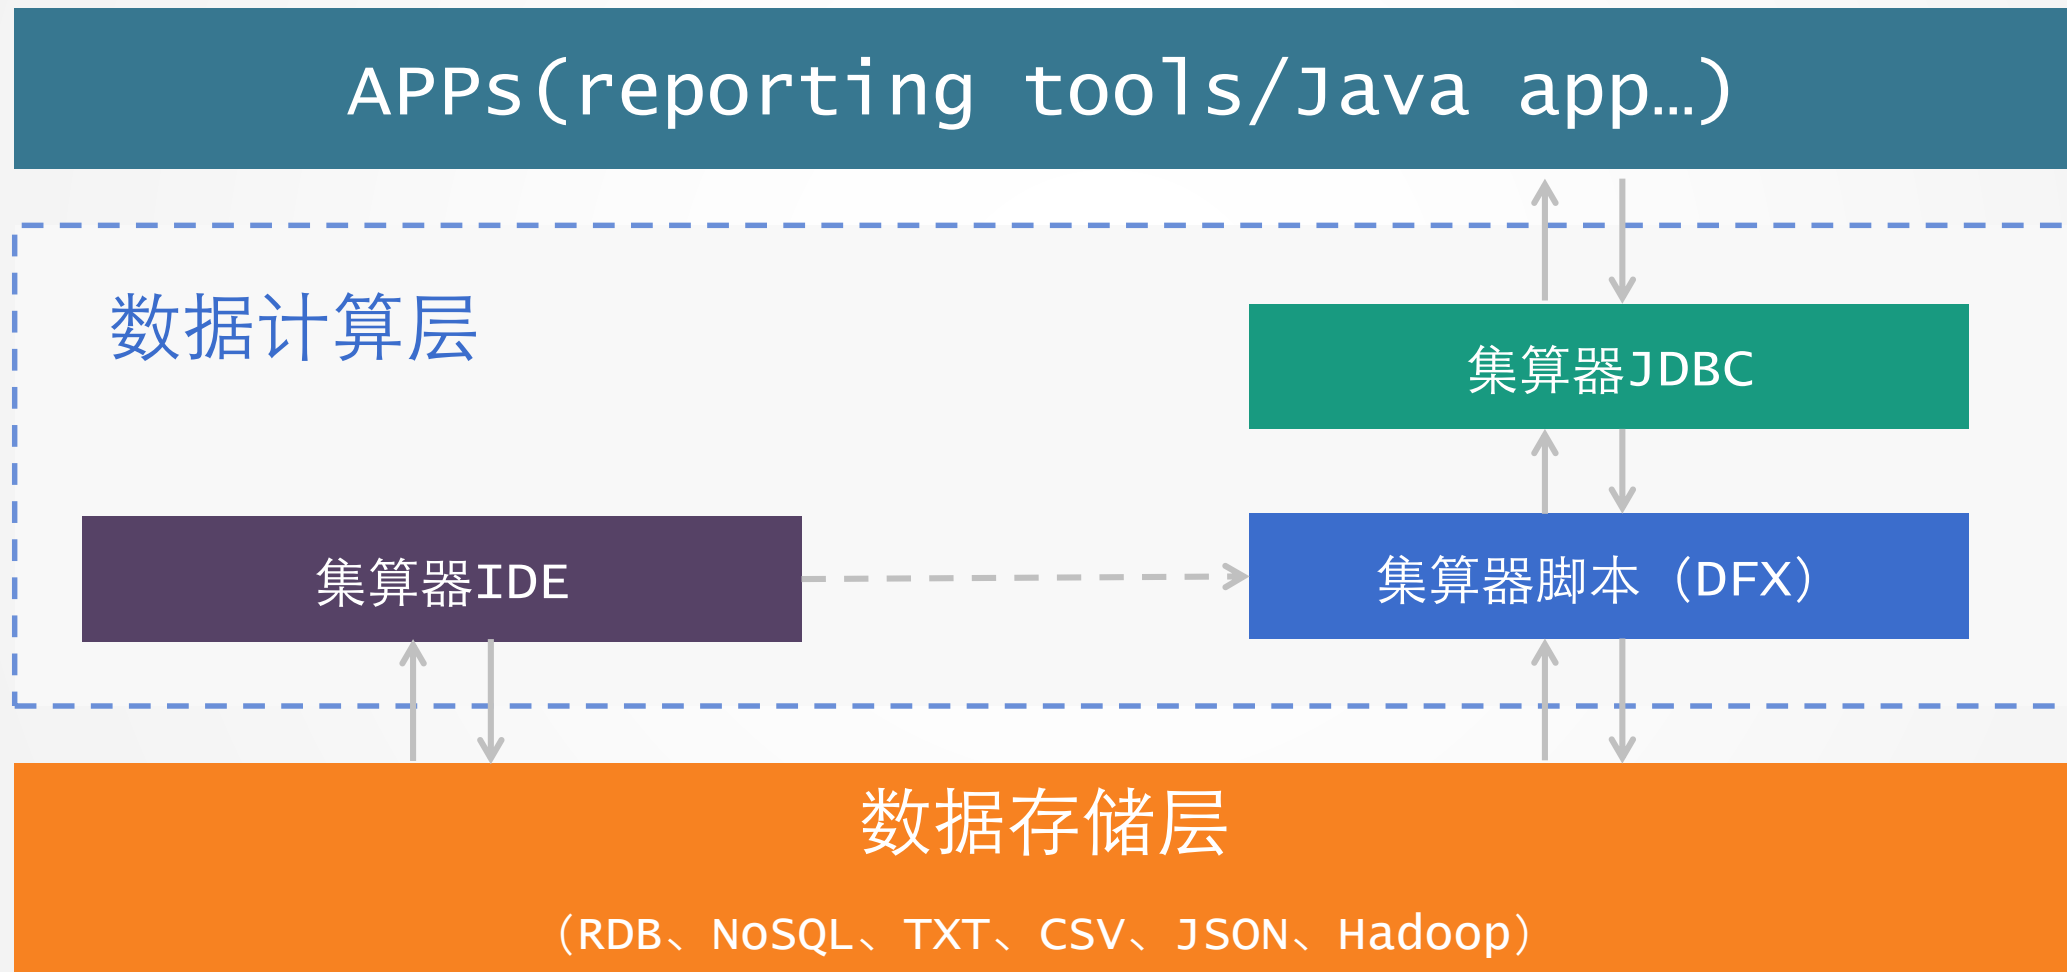 APPs(reporting tools/Java app…)
数据计算层
集算器JDBC
集算器IDE
集算器脚本（DFX）
数据存储层
（RDB、NoSQL、TXT、CSV、JSON、Hadoop）